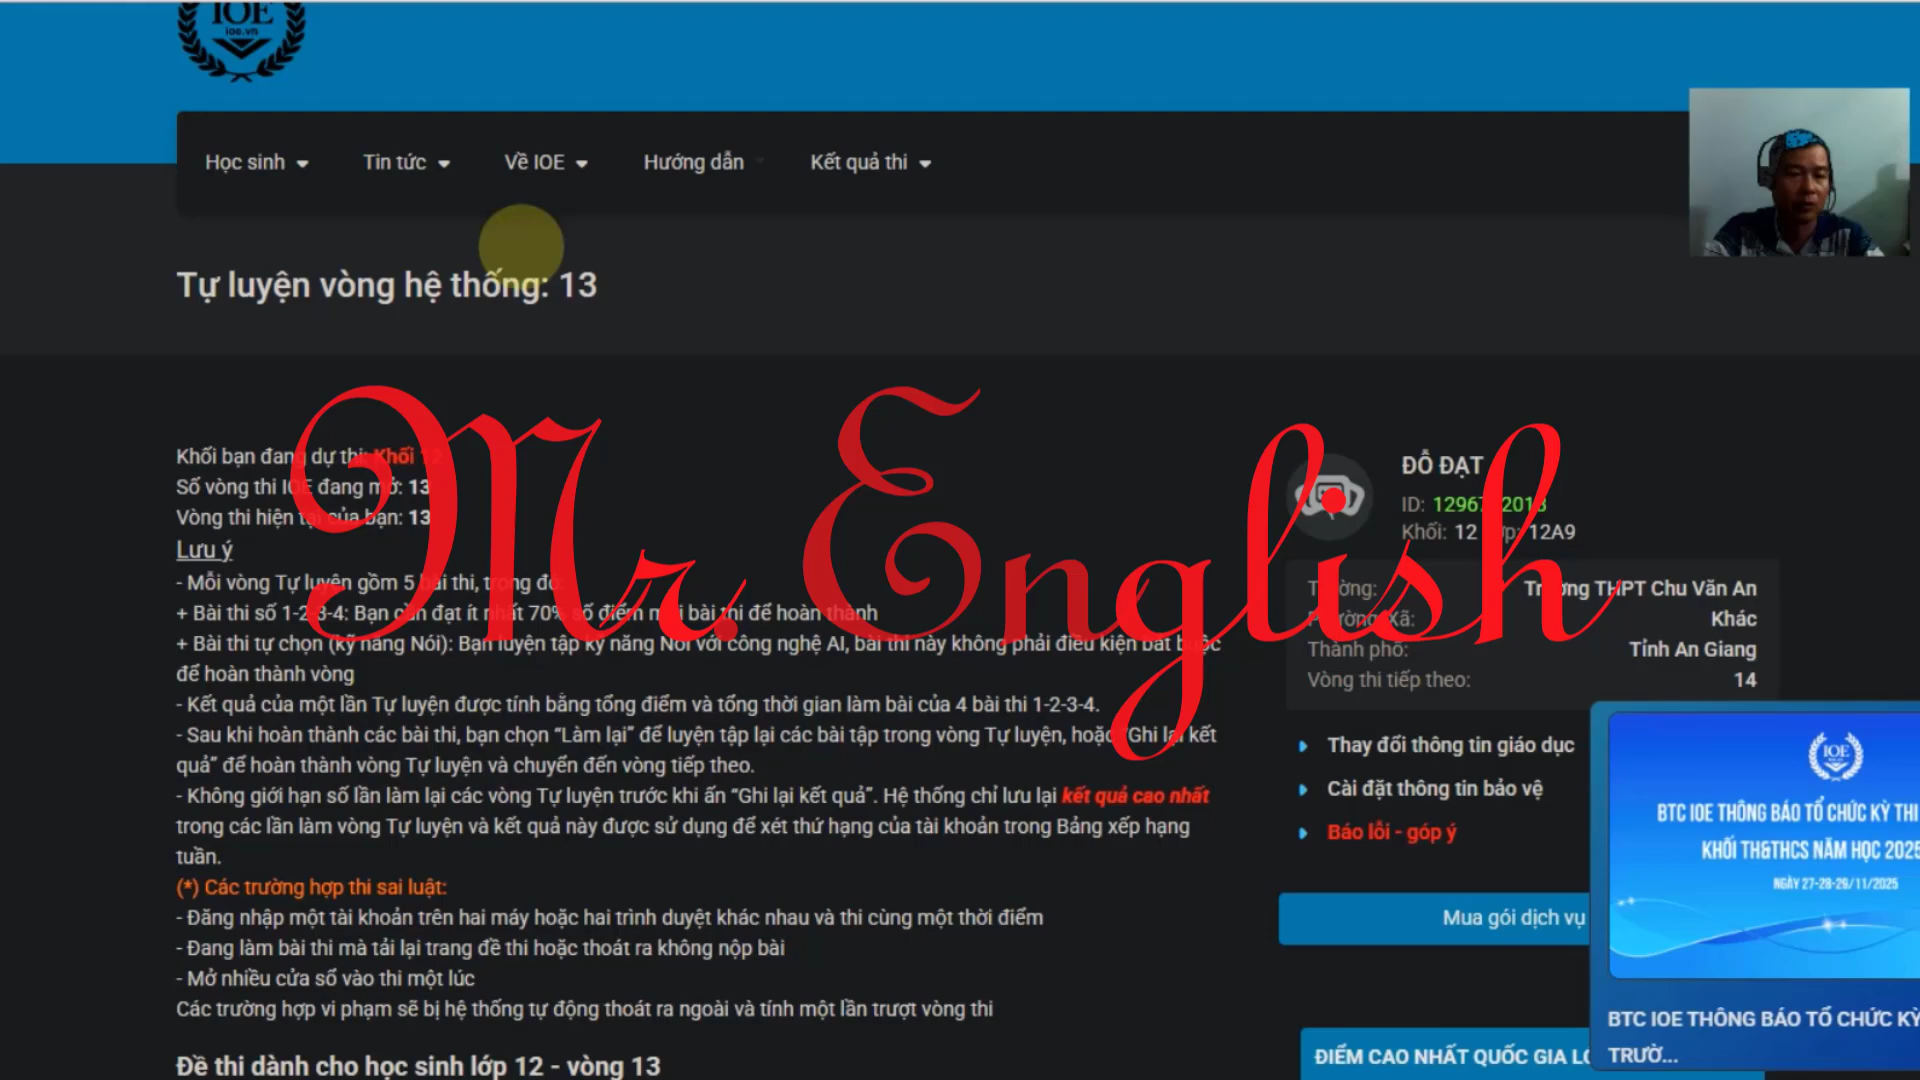 IOE
ioe.vn
Học sinh
Tin tức
Về IOE
Hướng dẫn
Kết quả thi
Tự luyện vòng hệ thống: 13
Mr. English
Khối bạn đang dự thi: Khối 12
Số vòng thi IOE đang mở: 13
Vòng thi hiện tại của bạn: 13
Lưu ý
- Mỗi vòng Tự luyện gồm 5 bài thi, trong đó:
+ Bài thi số 1-2-3-4: Bạn cần đạt ít nhất 70% số điểm mỗi bài thi để hoàn thành
+ Bài thi tự chọn (kỹ năng Nói): Bạn luyện tập kỹ năng Nói với công nghệ AI, bài thi này không phải điều kiện bắt buộc
để hoàn thành vòng
- Kết quả của một lần Tự luyện được tính bằng tổng điểm và tổng thời gian làm bài của 4 bài thi 1-2-3-4.
- Sau khi hoàn thành các bài thi, bạn chọn “Làm lại” để luyện tập lại các bài tập trong vòng Tự luyện, hoặc “Ghi lại kết
quả” để hoàn thành vòng Tự luyện và chuyển đến vòng tiếp theo.
- Không giới hạn số lần làm lại các vòng Tự luyện trước khi ấn “Ghi lại kết quả”. Hệ thống chỉ lưu lại kết quả cao nhất
trong các lần làm vòng Tự luyện và kết quả này được sử dụng để xét thứ hạng của tài khoản trong Bảng xếp hạng
tuần.
(*) Các trường hợp thi sai luật:
- Đăng nhập một tài khoản trên hai máy hoặc hai trình duyệt khác nhau và thi cùng một thời điểm
- Đang làm bài thi mà tải lại trang đề thi hoặc thoát ra không nộp bài
- Mở nhiều cửa sổ vào thi một lúc
Các trường hợp vi phạm sẽ bị hệ thống tự động thoát ra ngoài và tính một lần trượt vòng thi
Đề thi dành cho học sinh lớp 12 - vòng 13
ĐỖ ĐẠT
ID:
Khối: 12 Lớp: 12A9
Trường: Trường THPT Chu Văn An
Phường/Xã: Khác
Thành phố: Tỉnh An Giang
Vòng thi tiếp theo: 14
Thay đổi thông tin giáo dục
Cài đặt thông tin bảo vệ
Báo lỗi - góp ý
Mua gói dịch vụ
ĐIỂM CAO NHẤT QUỐC GIA
IOE
BTC IOE THÔNG BÁO TỔ CHỨC KỲ THI
KHỐI TH&THCS NĂM HỌC 2025
NGÀY 27-28-29/11/2025
BTC IOE THÔNG BÁO TỔ CHỨC KỲ
TRƯỜ...